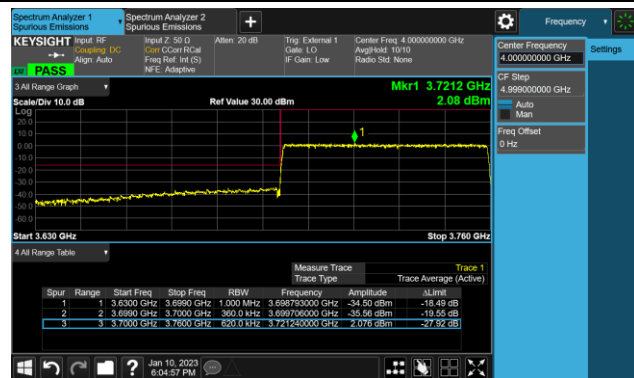 Spectrum Analyzer 1
Spurious Emissions
Spectrum Analyzer 2
Spurious Emissions
Frequency
KEYSIGHT
Input: RF
Coupling: DC
Align: Auto
Input Z: 50 Ω
Corr CCorr RCal
Freq Ref: Int (S)
NFE: Adaptive
Atten: 20 dB
Trig: External 1
Gate: LO
IF Gain: Low
Center Freq: 4.000000000 GHz
Avg|Hold: 10/10
Radio Std: None
PASS
Center Frequency
4.000000000 GHz
Settings
CF Step
4.999000000 GHz
Auto
Man
Freq Offset
0 Hz
3 All Range Graph
Mkr1 3.7212 GHz
2.08 dBm
Scale/Div 10.0 dB
Ref Value 30.00 dBm
Log
20.0
10.0
0.00
-10.0
-20.0
-30.0
-40.0
-50.0
-60.0
1
Start 3.630 GHz
Stop 3.760 GHz
4 All Range Table
Measure Trace Trace 1
Trace Type Trace Average (Active)
Spur Range Start Freq Stop Freq RBW Frequency Amplitude ΔLimit
1 1 3.6300 GHz 3.6990 GHz 1.000 MHz 3.698793000 GHz -34.50 dBm -18.49 dB
2 2 3.6990 GHz 3.7000 GHz 360.0 kHz 3.699706000 GHz -35.56 dBm -19.55 dB
3 3 3.7000 GHz 3.7600 GHz 620.0 kHz 3.721240000 GHz 2.076 dBm -27.92 dB
Jan 10, 2023
6:04:57 PM